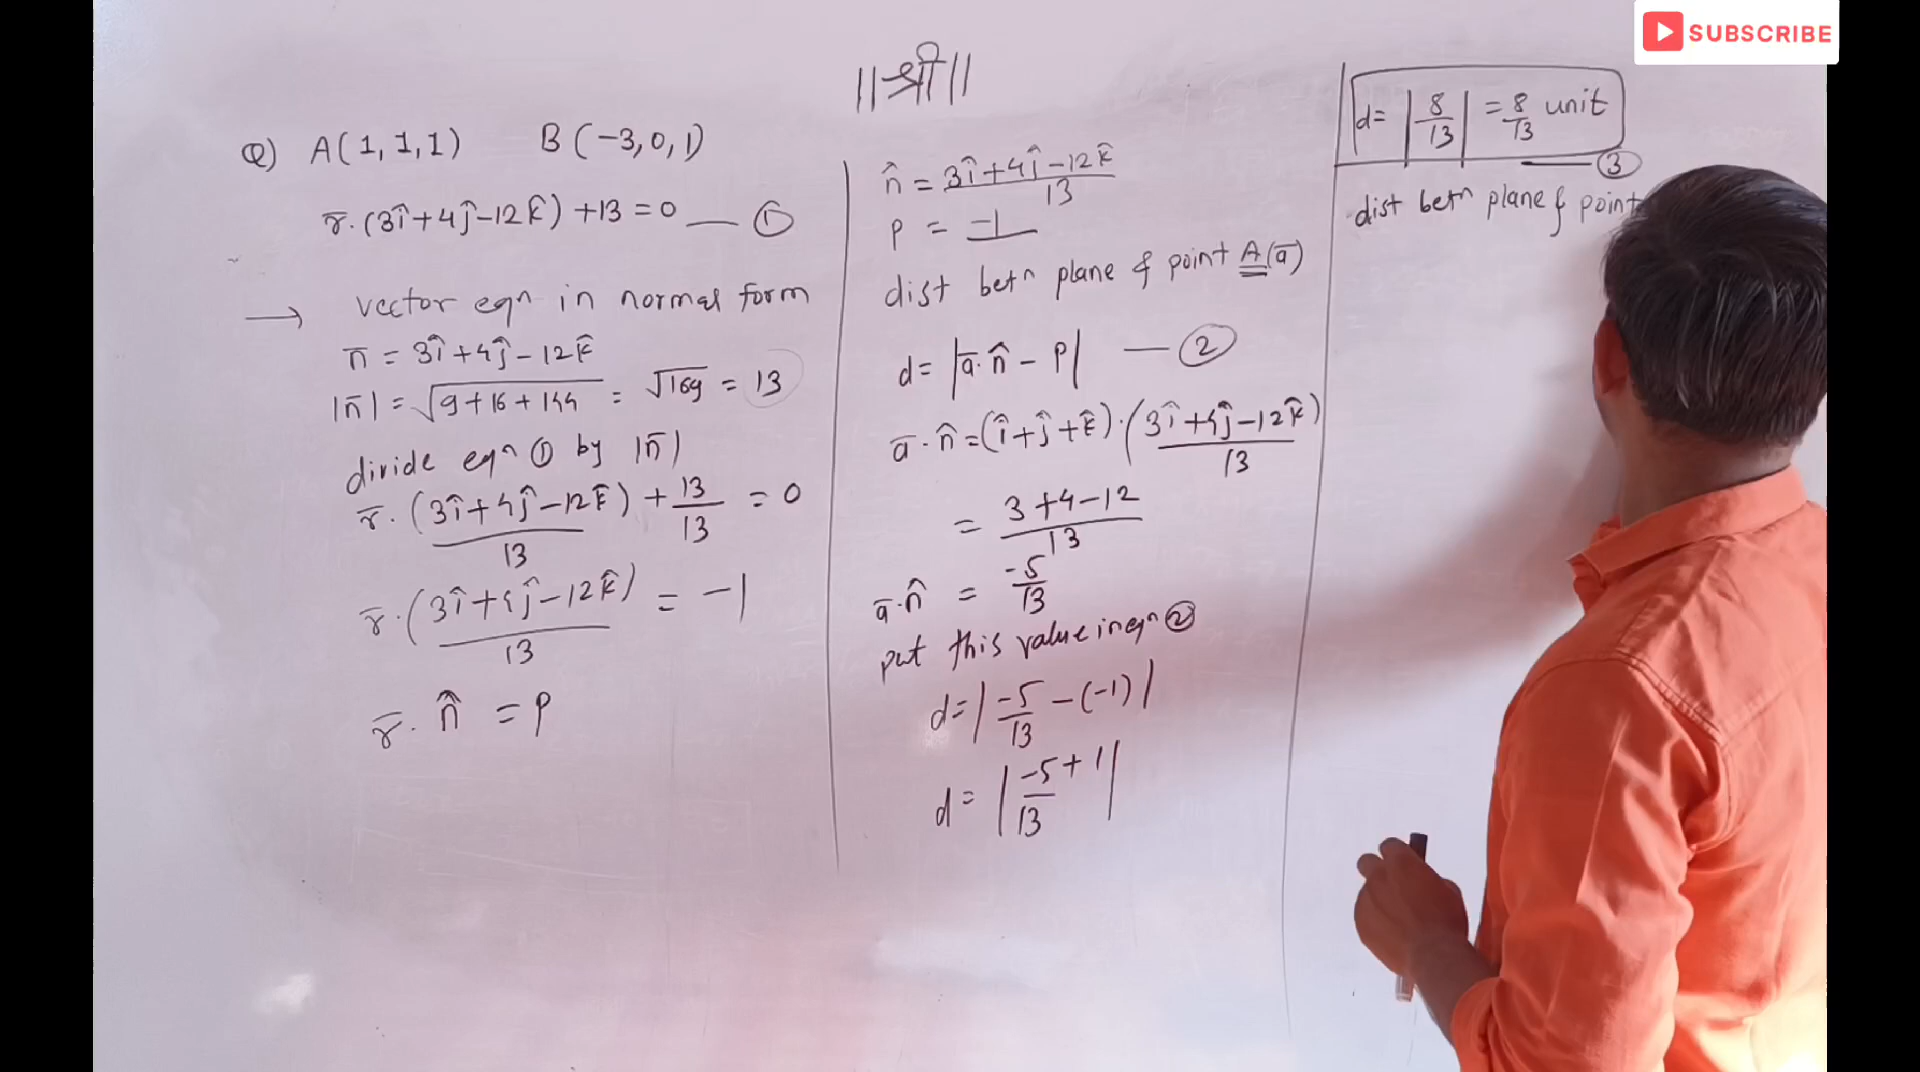 SUBSCRIBE
॥श्री॥
Q) A(1,1,1) B(-3,0,1)
r̄.(3î+4ĵ-12k̂)+13=0 — ①
→ vector eqn in normal form
n̄ = 3î+4ĵ-12k̂
|n̄| = √9+16+144 = √169 = 13
divide eqn ① by |n̄|
r̄.(3î+4ĵ-12k̂)/13 + 13/13 = 0
r̄.(3î+4ĵ-12k̂)/13 = -1
r̄. n̂ = p
n̂ = 3î+4ĵ-12k̂/13
p = -1
dist betn plane & point A(ā)
d= |ā.n̂ - p| — ②
ā.n̂=(î+ĵ+k̂).(3î+4ĵ-12k̂)/13
= 3+4-12/13
ā.n̂ = -5/13
put this value in eqn ②
d=|-5/13 -(-1)|
d= |-5/13 +1|
d= |8/13| = 8/13 unit
— ③
dist betn plane & point